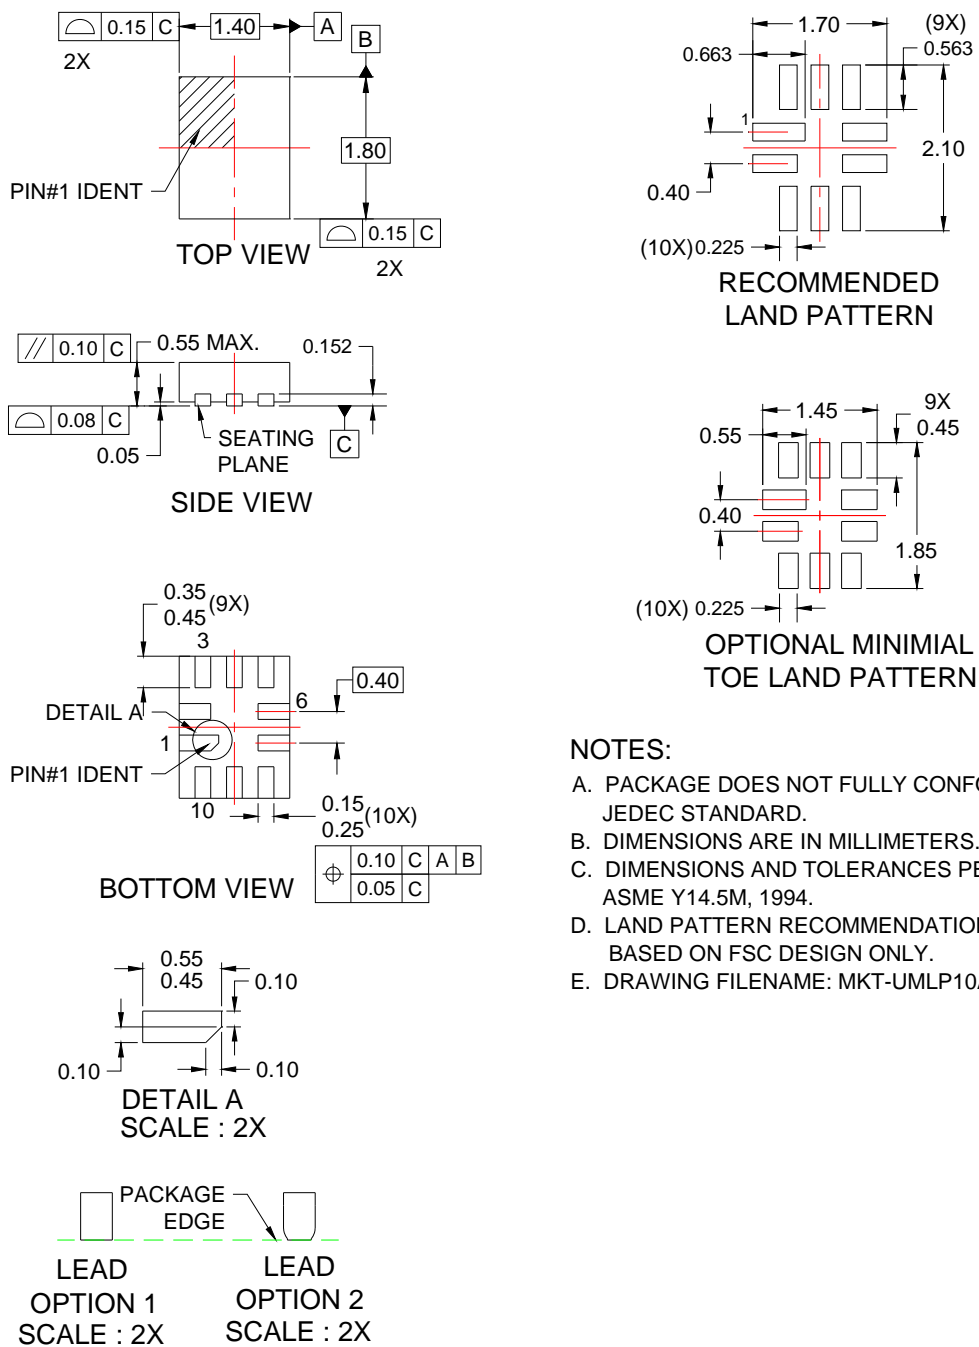 0.15 C
1.40
A
2X
B
1.80
PIN#1 IDENT
0.15 C
TOP VIEW
2X
1.70
(9X)
0.563
0.663
1
2.10
0.40
(10X) 0.225
RECOMMENDED
LAND PATTERN
// 0.10 C
0.55 MAX.
0.152
0.08 C
0.05
SEATING
PLANE
C
SIDE VIEW
1.45
9X
0.45
0.55
0.40
1.85
(10X) 0.225
OPTIONAL MINIMIAL
TOE LAND PATTERN
0.35
0.45 (9X)
3
0.40
6
DETAIL A
1
PIN#1 IDENT
10
0.15
0.25 (10X)
0.10 C A B
0.05 C
BOTTOM VIEW
NOTES:
A. PACKAGE DOES NOT FULLY CONFO
JEDEC STANDARD.
B. DIMENSIONS ARE IN MILLIMETERS.
C. DIMENSIONS AND TOLERANCES PE
ASME Y14.5M, 1994.
D. LAND PATTERN RECOMMENDATION
BASED ON FSC DESIGN ONLY.
E. DRAWING FILENAME: MKT-UMLP10A
0.55
0.45
0.10
0.10
0.10
DETAIL A
SCALE : 2X
PACKAGE
EDGE
LEAD
OPTION 1
SCALE : 2X
LEAD
OPTION 2
SCALE : 2X